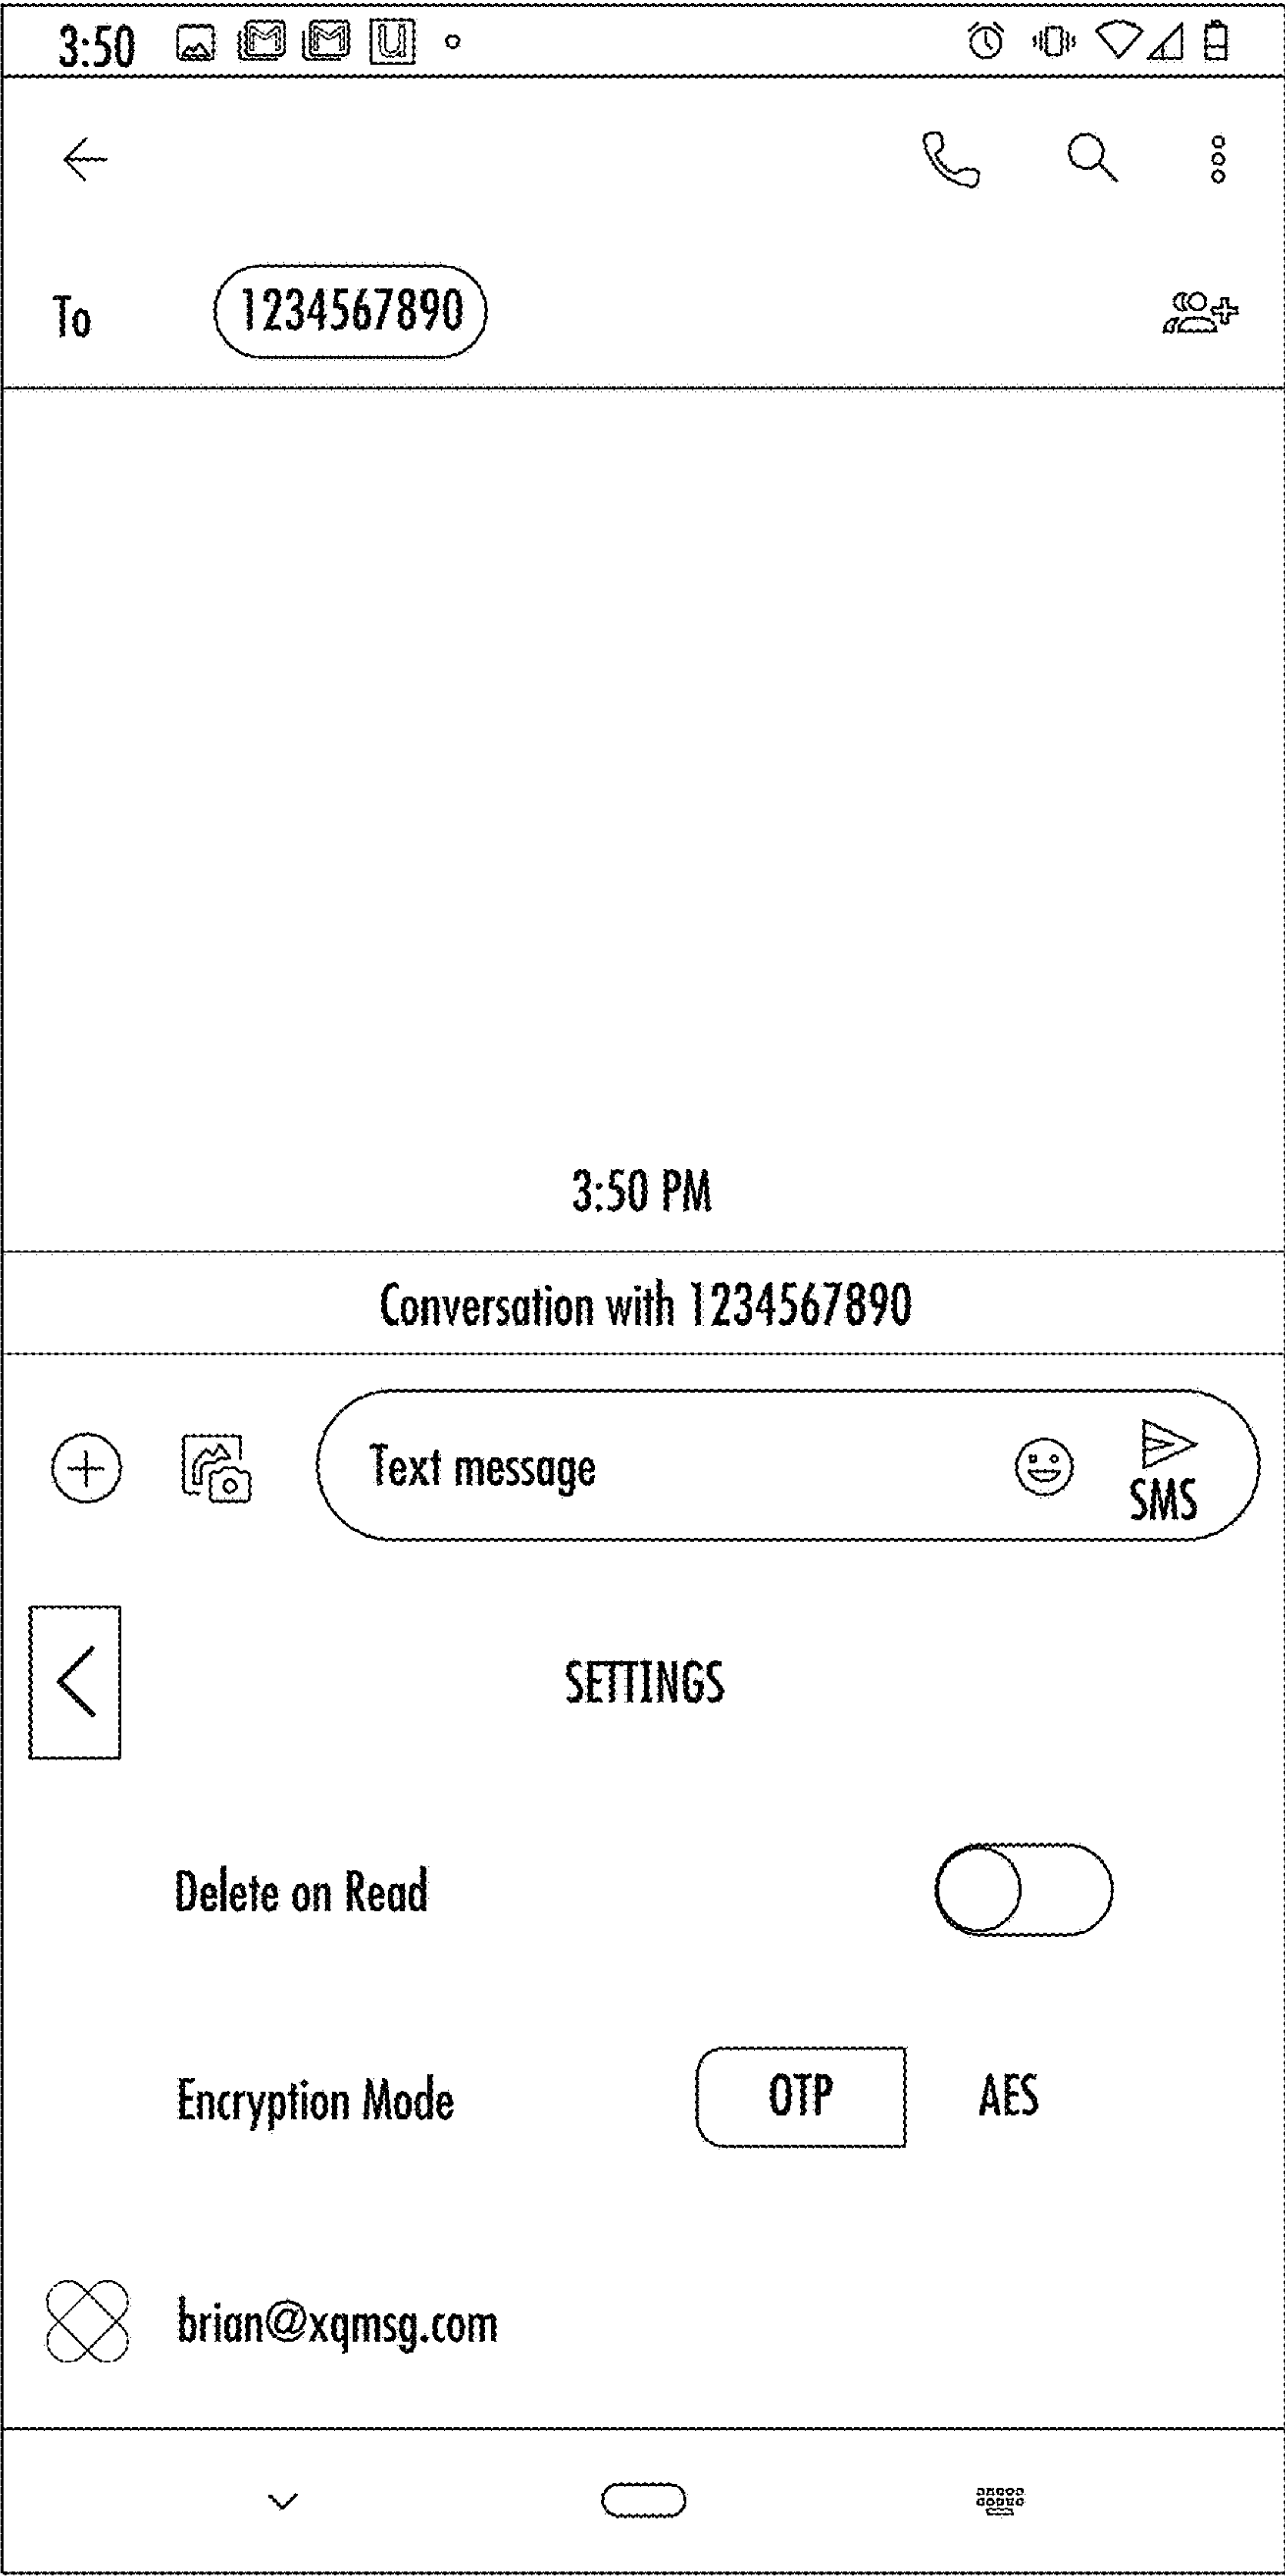 3:50 M M U
To 1234567890
3:50 PM
Conversation with 1234567890
Text message
SMS
SETTINGS
Delete on Read
Encryption Mode OTP AES
brian@xqmsg.com